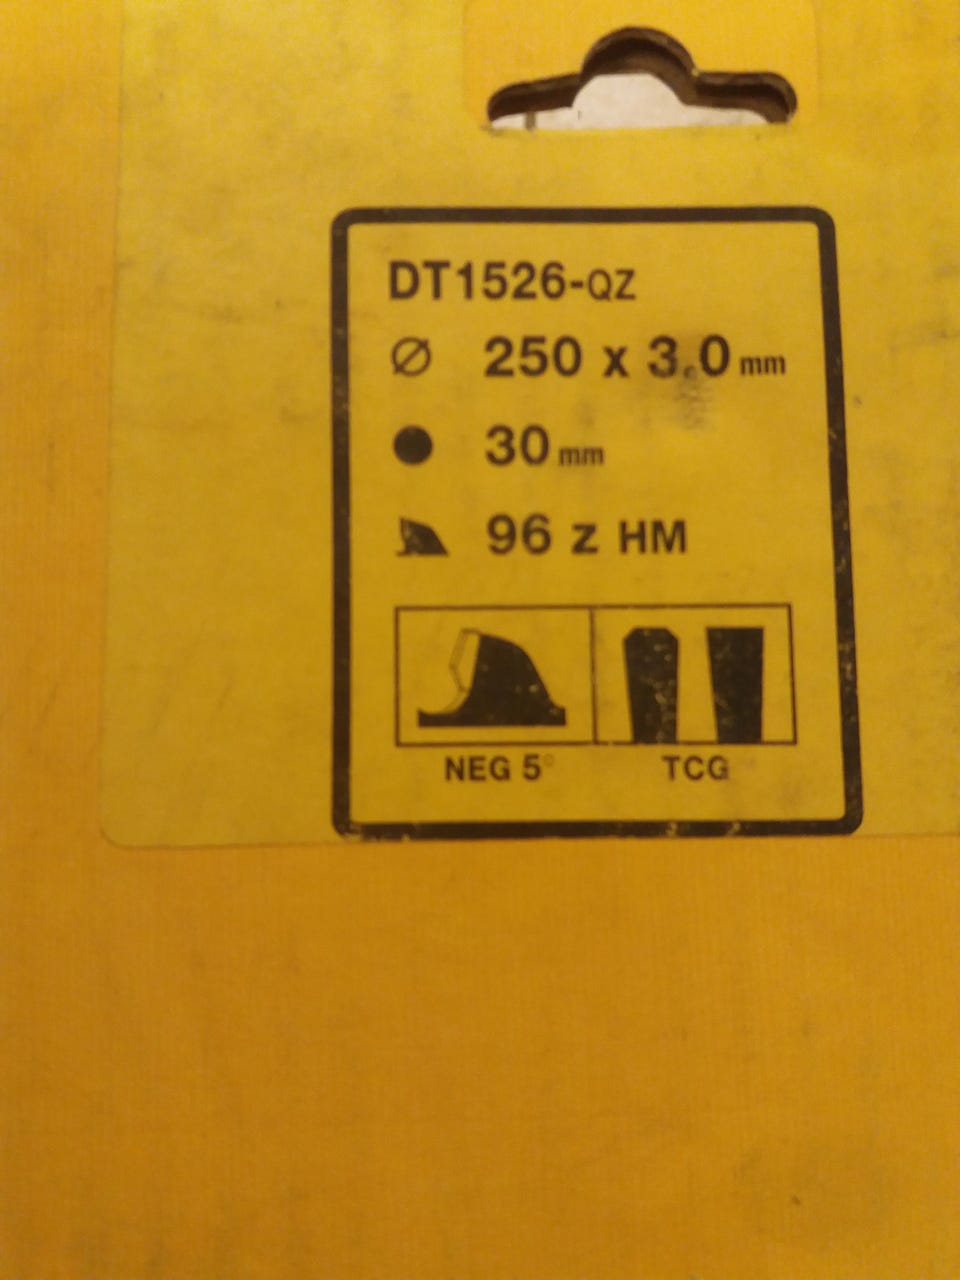 DT1526-QZ
Ø 250 x 3.0 mm
30 mm
96 z HM
NEG 5°
TCG